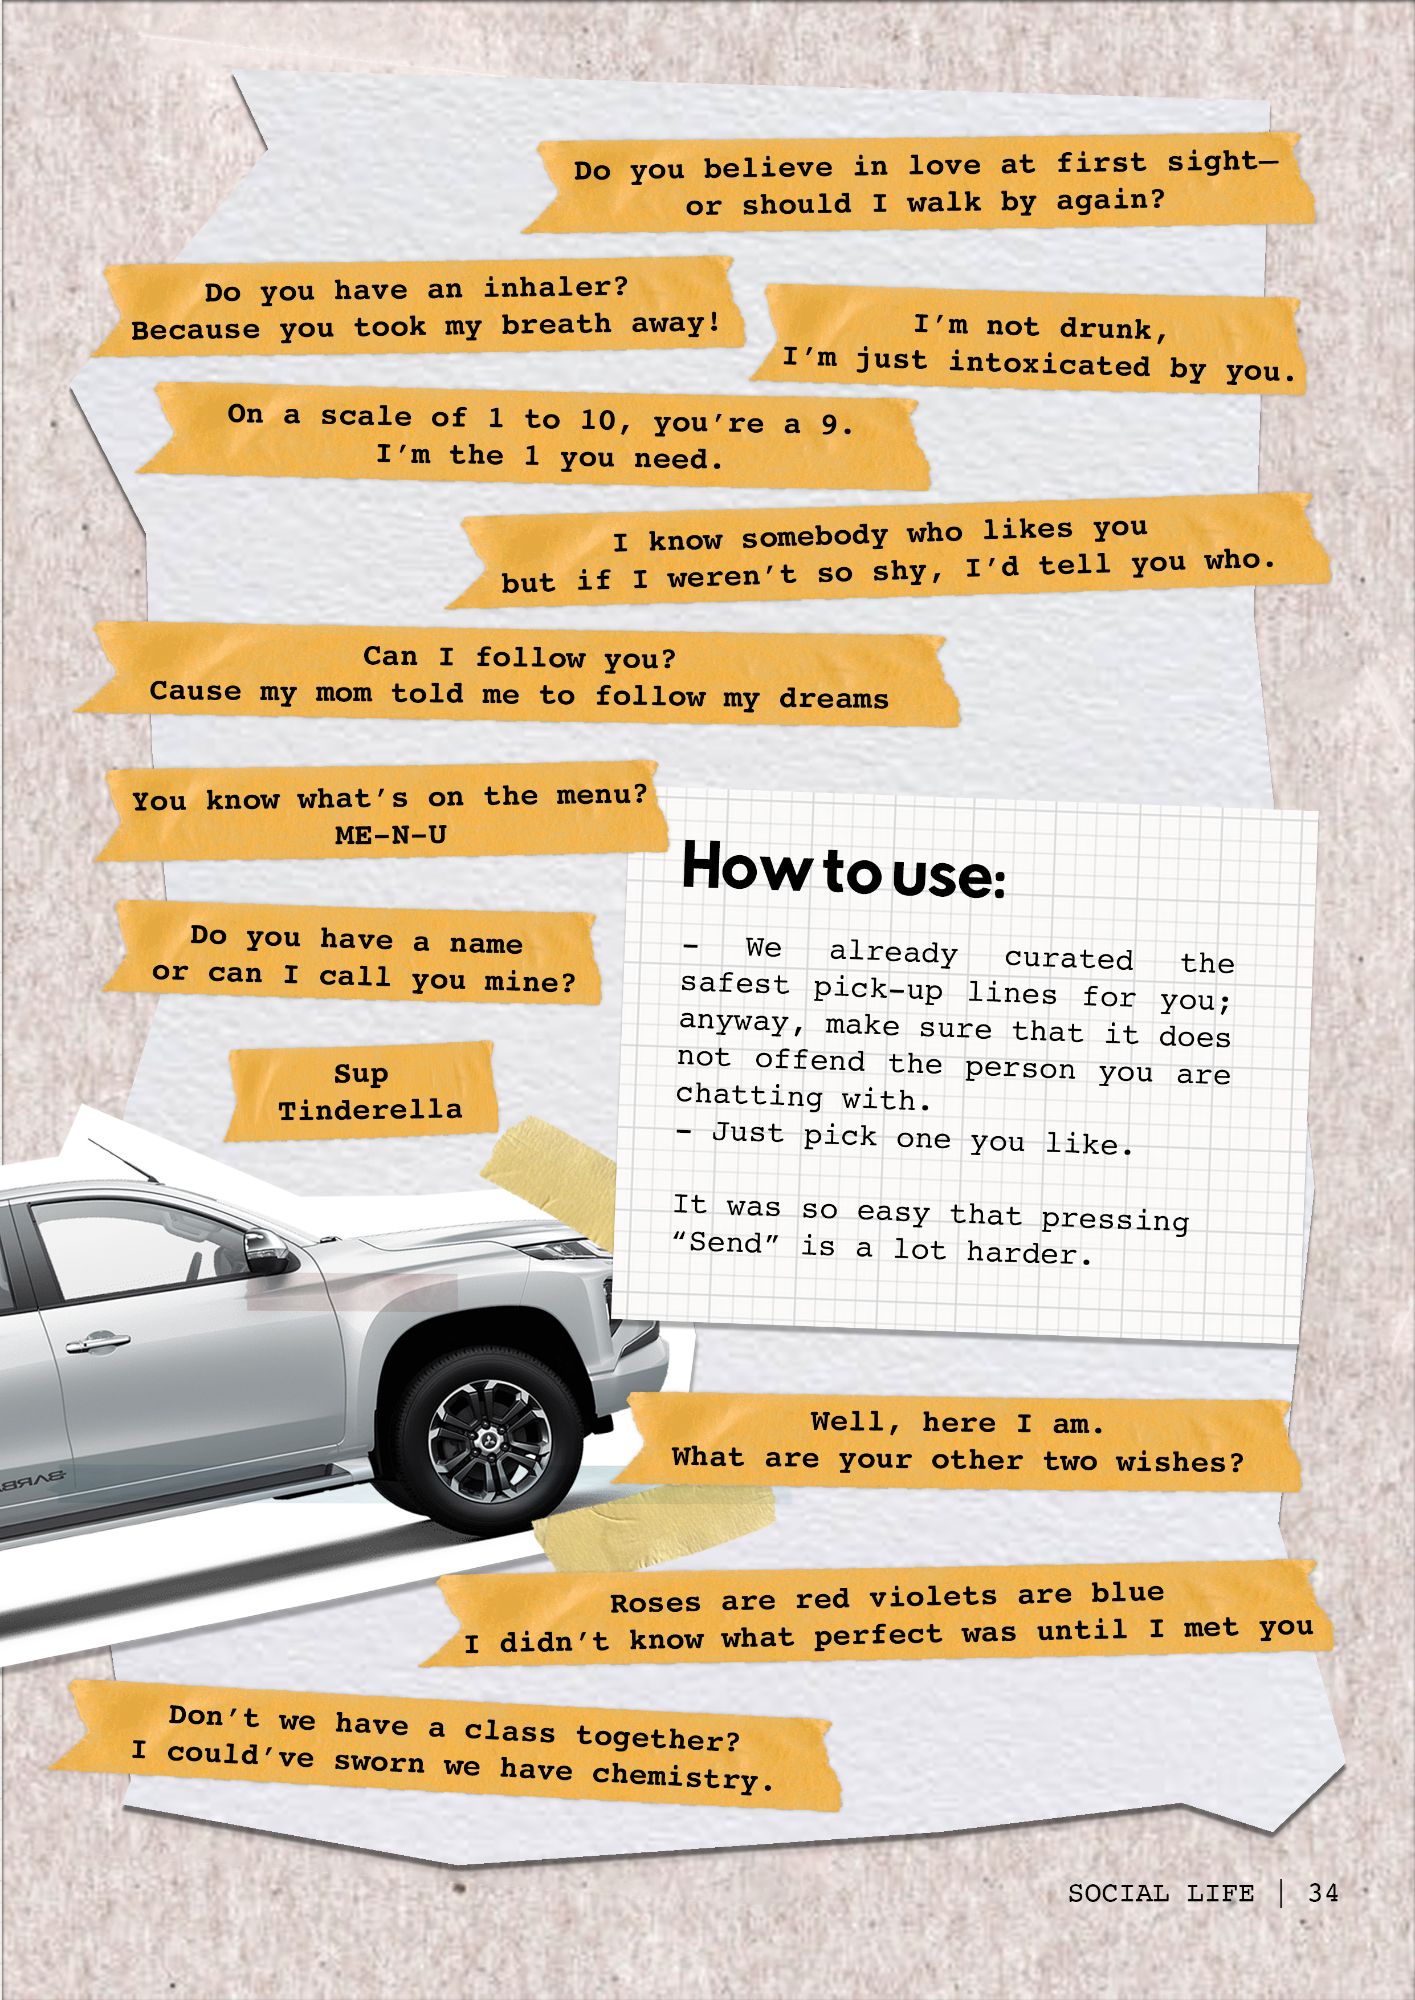 Do you believe in love at first sight—
or should I walk by again?
Do you have an inhaler?
Because you took my breath away!
I'm not drunk,
I'm just intoxicated by you.
On a scale of 1 to 10, you're a 9.
I'm the 1 you need.
I know somebody who likes you
but if I weren't so shy, I'd tell you who.
Can I follow you?
Cause my mom told me to follow my dreams
You know what's on the menu?
ME-N-U
Do you have a name
or can I call you mine?
Sup
Tinderella
How to use:
- We already curated the
safest pick-up lines for you;
anyway, make sure that it does
not offend the person you are
chatting with.
- Just pick one you like.
It was so easy that pressing
“Send” is a lot harder.
Well, here I am.
What are your other two wishes?
Roses are red violets are blue
I didn't know what perfect was until I met you
Don't we have a class together?
I could've sworn we have chemistry.
SOCIAL LIFE | 34